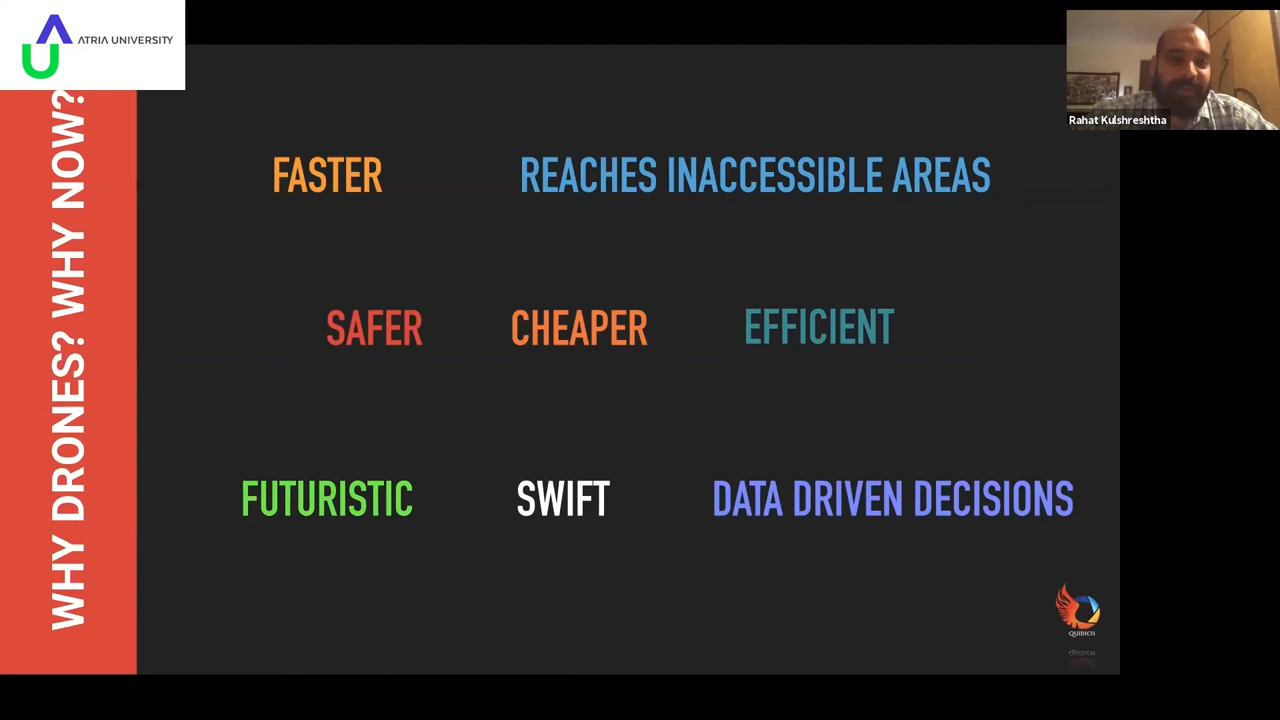 ATRIA UNIVERSITY
Rahat Kulshreshtha
WHY DRONES? WHY NOW?
FASTER
REACHES INACCESSIBLE AREAS
SAFER
CHEAPER
EFFICIENT
FUTURISTIC
SWIFT
DATA DRIVEN DECISIONS
QUIDICH